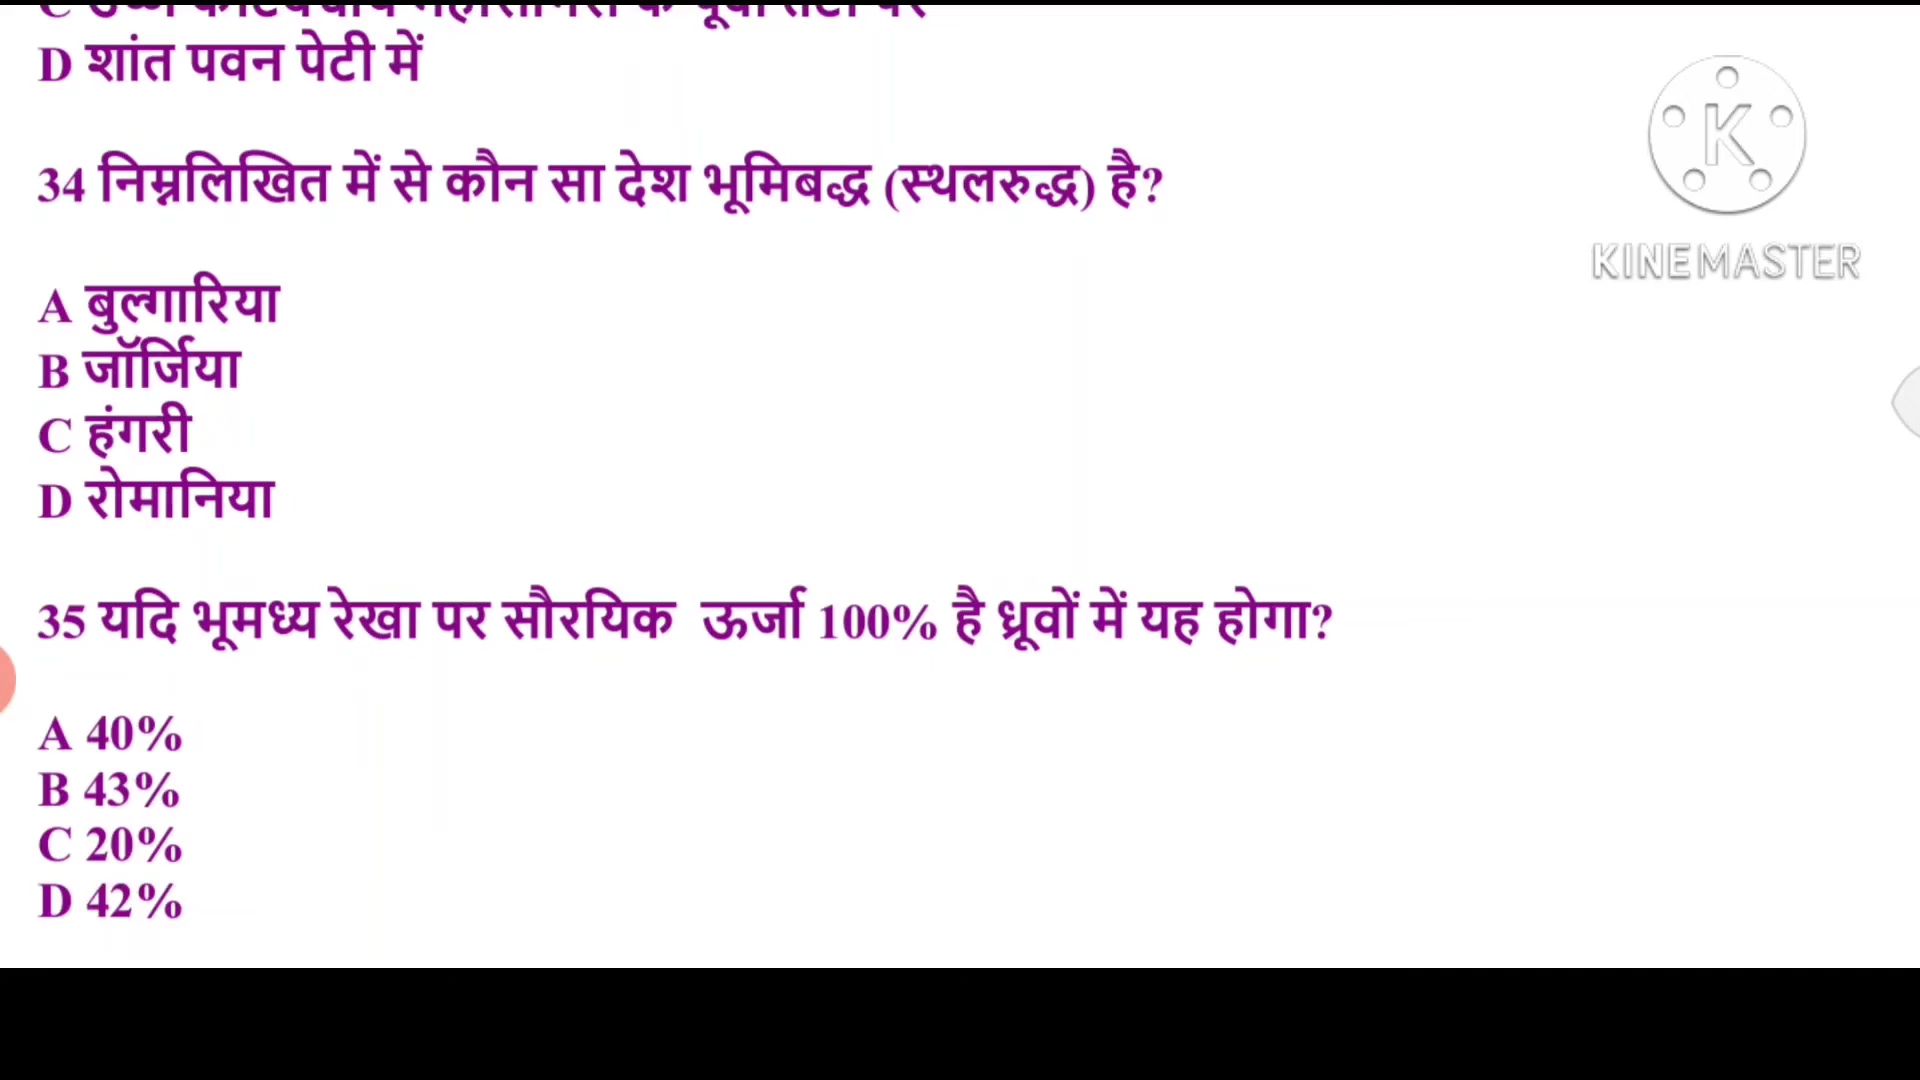 D शांत पवन पेटी में
34 निम्नलिखित में से कौन सा देश भूमिबद्ध (स्थलरुद्ध) है?
K
KINEMASTER
A बुल्गारिया
B जॉर्जिया
C हंगरी
D रोमानिया
35 यदि भूमध्य रेखा पर सौरयिक ऊर्जा 100% है ध्रूवों में यह होगा?
A 40%
B 43%
C 20%
D 42%